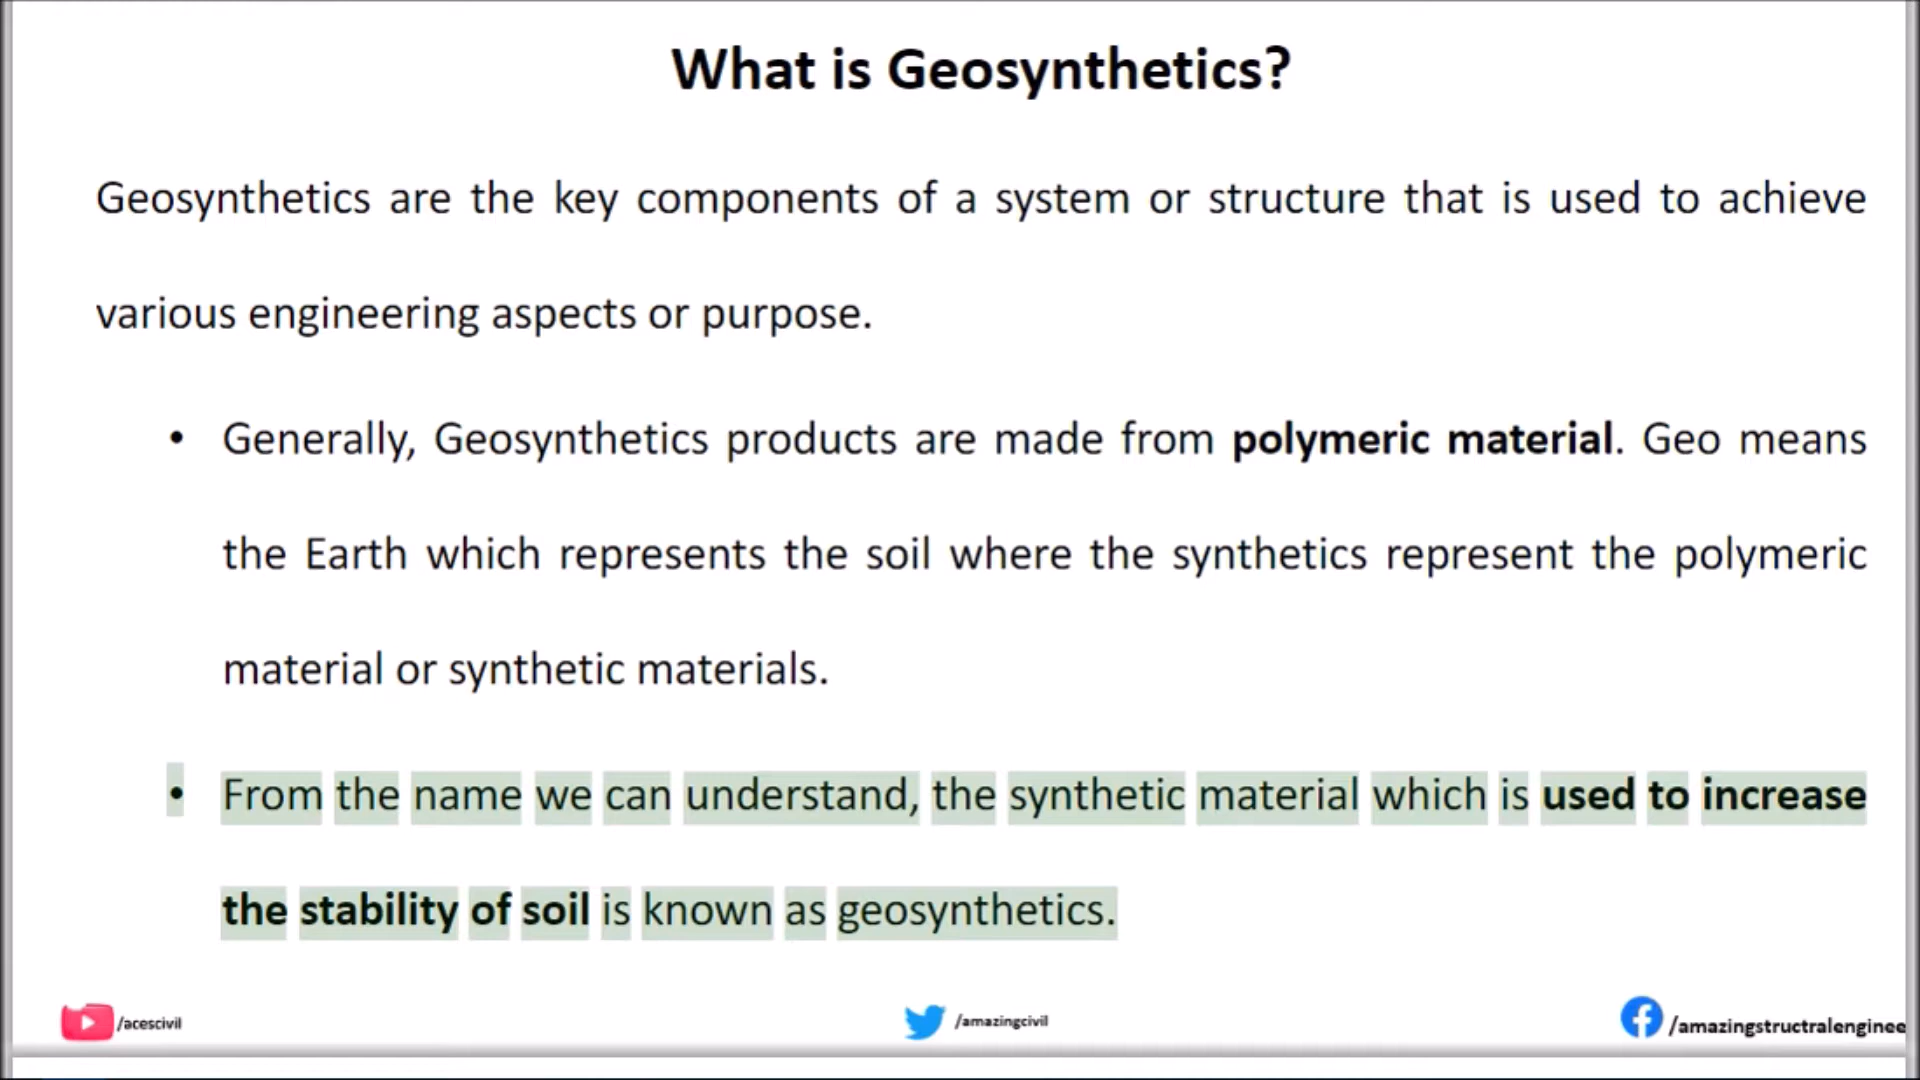 What is Geosynthetics?
Geosynthetics are the key components of a system or structure that is used to achieve
various engineering aspects or purpose.
• Generally, Geosynthetics products are made from polymeric material. Geo means
the Earth which represents the soil where the synthetics represent the polymeric
material or synthetic materials.
• From the name we can understand, the synthetic material which is used to increase
the stability of soil is known as geosynthetics.
/acescivil
/amazingcivil
/amazingstructralenginee